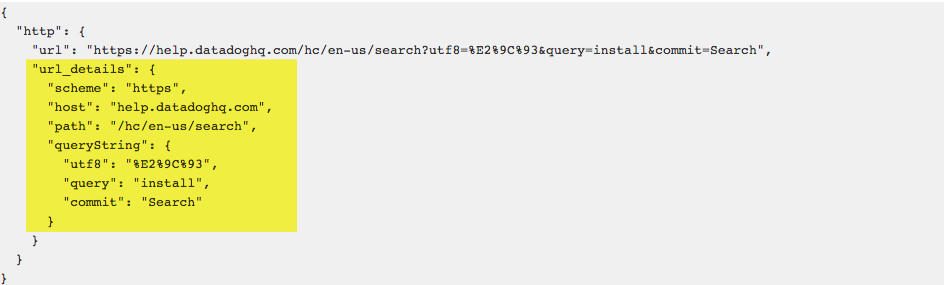 {
  "http": {
    "url": "https://help.datadoghq.com/hc/en-us/search?utf8=%E2%9C%93&query=install&commit=Search",
    "url_details": {
      "scheme": "https",
      "host": "help.datadoghq.com",
      "path": "/hc/en-us/search",
      "queryString": {
        "utf8": "%E2%9C%93",
        "query": "install",
        "commit": "Search"
      }
    }
  }
}